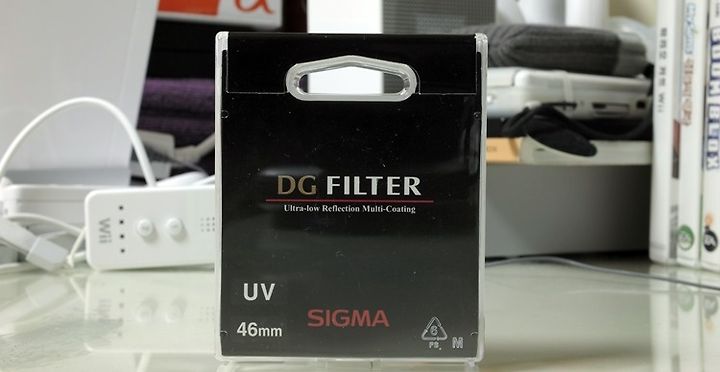 α
DG FILTER
Ultra-low Reflection Multi-Coating
UV
46mm
SIGMA
6
PS
M
Wii